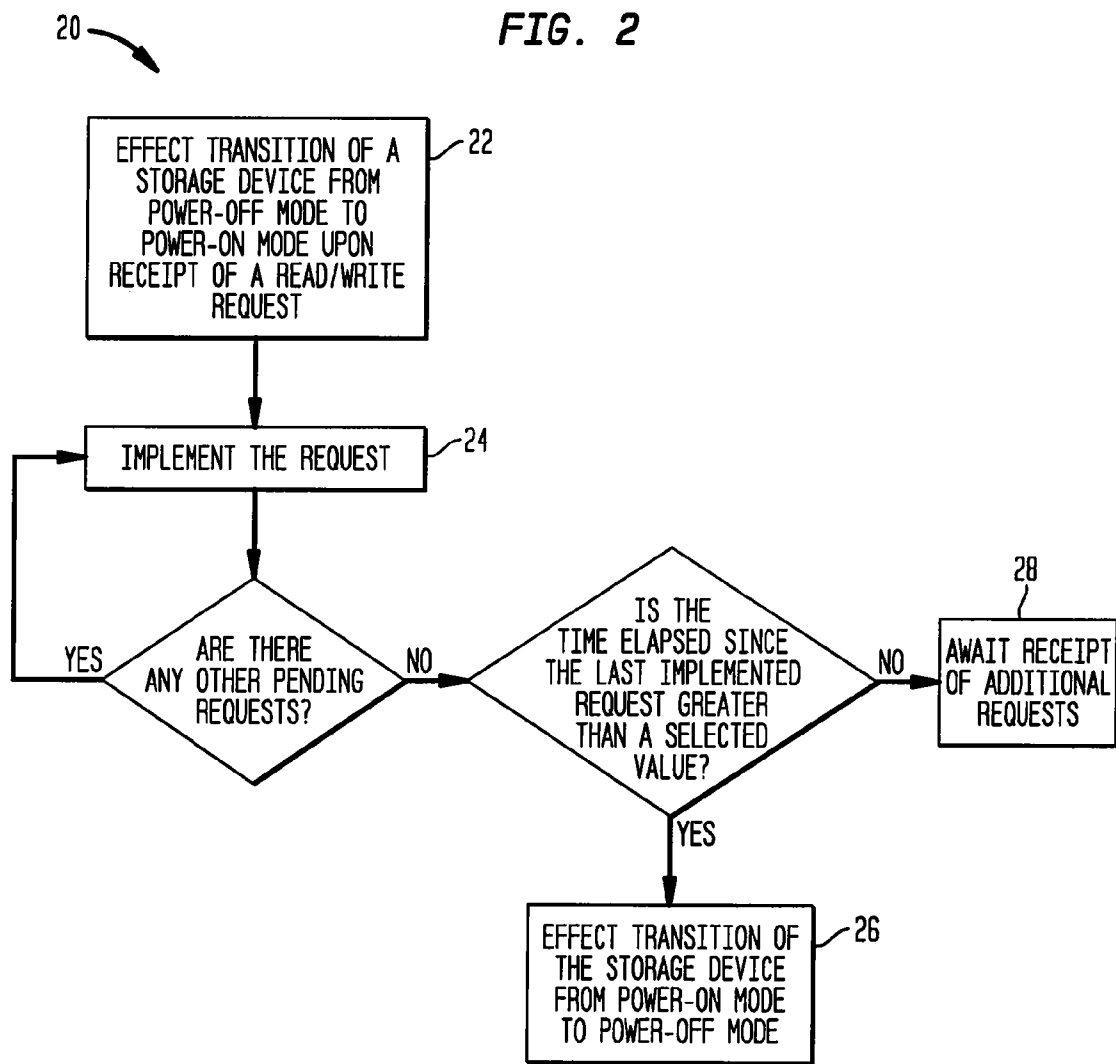 FIG. 2
20
EFFECT TRANSITION OF A
STORAGE DEVICE FROM
POWER-OFF MODE TO
POWER-ON MODE UPON
RECEIPT OF A READ/WRITE
REQUEST
22
IMPLEMENT THE REQUEST
24
ARE THERE
ANY OTHER PENDING
REQUESTS?
YES
NO
IS THE
TIME ELAPSED SINCE
THE LAST IMPLEMENTED
REQUEST GREATER
THAN A SELECTED
VALUE?
NO
28
AWAIT RECEIPT
OF ADDITIONAL
REQUESTS
YES
EFFECT TRANSITION OF
THE STORAGE DEVICE
FROM POWER-ON MODE
TO POWER-OFF MODE
26